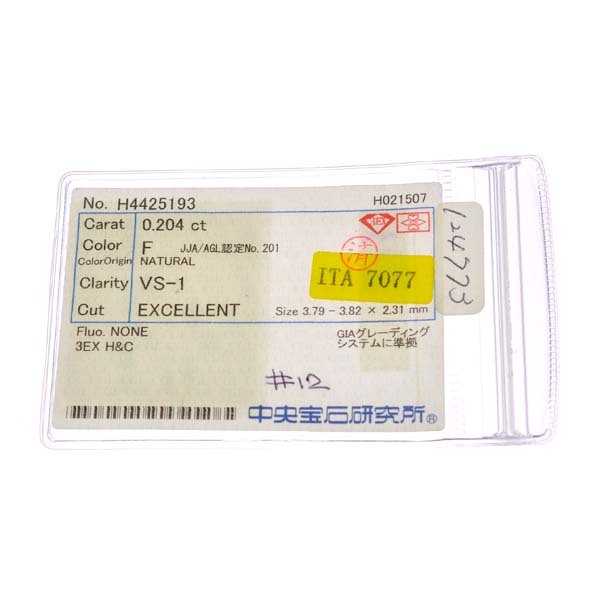 No. H4425193 H021507
Carat 0.204 ct
3EX
Color F JJA/AGL認定No.201
ColorOrigin NATURAL
済
ITA 7077
Clarity VS-1
Cut EXCELLENT Size 3.79 - 3.82 × 2.31 mm
Fluo. NONE GIAグレーディング
3EX H&C システムに準拠
#12
中央宝石研究所®
124773